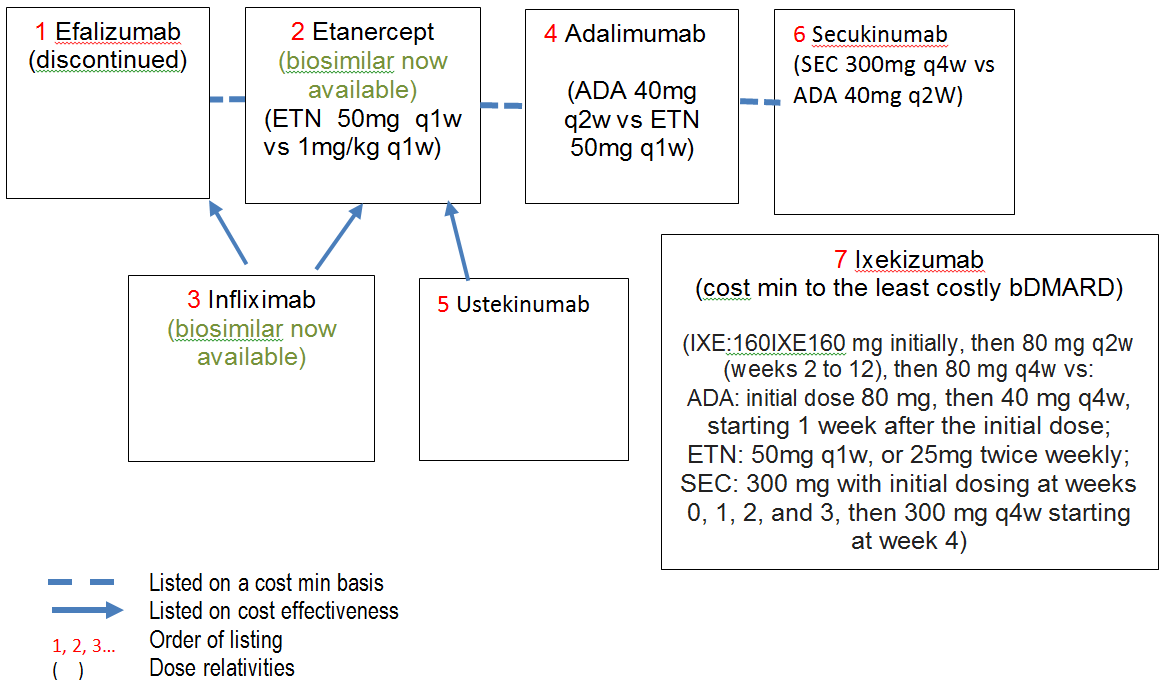 1 Efalizumab
(discontinued)
2 Etanercept
(biosimilar now
available)
(ETN 50mg q1w
vs 1mg/kg q1w)
4 Adalimumab
(ADA 40mg
q2w vs ETN
50mg q1w)
6 Secukinumab
(SEC 300mg q4w vs
ADA 40mg q2W)
3 Infliximab
(biosimilar now
available)
5 Ustekinumab
7 Ixekizumab
(cost min to the least costly bDMARD)
(IXE:160IXE160 mg initially, then 80 mg q2w
(weeks 2 to 12), then 80 mg q4w vs:
ADA: initial dose 80 mg, then 40 mg q4w,
starting 1 week after the initial dose;
ETN: 50mg q1w, or 25mg twice weekly;
SEC: 300 mg with initial dosing at weeks
0, 1, 2, and 3, then 300 mg q4w starting
at week 4)
Listed on a cost min basis
Listed on cost effectiveness
1, 2, 3... Order of listing
( ) Dose relativities